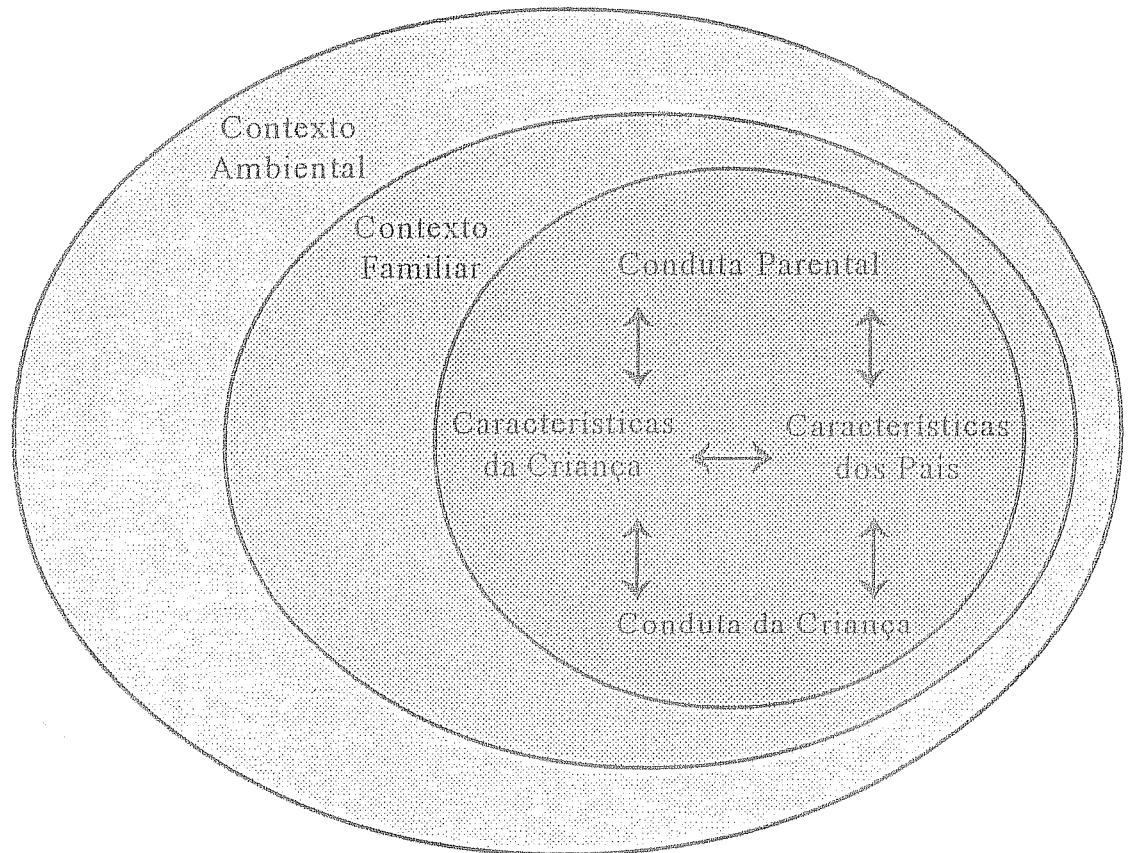 Contexto
Ambiental
Contexto
Familiar
Conduta Parental
Características
da Criança
Características
dos Pais
Conduta da Criança